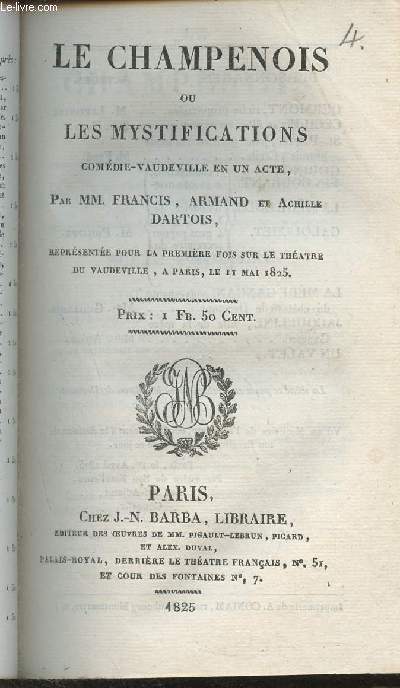 4.
LE CHAMPENOIS
OU
LES MYSTIFICATIONS
COMÉDIE-VAUDEVILLE EN UN ACTE,
PAR MM. FRANCIS, ARMAND ET ACHILLE
DARTOIS,
REPRÉSENTÉE POUR LA PREMIÈRE FOIS SUR LE THÉATRE
DU VAUDEVILLE, A PARIS, LE 11 MAI 1825.
PRIX : 1 FR. 50 CENT.
JNB
PARIS,
CHEZ J.-N. BARBA, LIBRAIRE,
ÉDITEUR DES ŒUVRES DE MM. PIGAULT-LEBRUN, PICARD,
ET ALEX. DUVAL,
PALAIS-ROYAL, DERRIÈRE LE THÉATRE FRANÇAIS, N°. 51,
ET COUR DES FONTAINES N°, 7.
1825